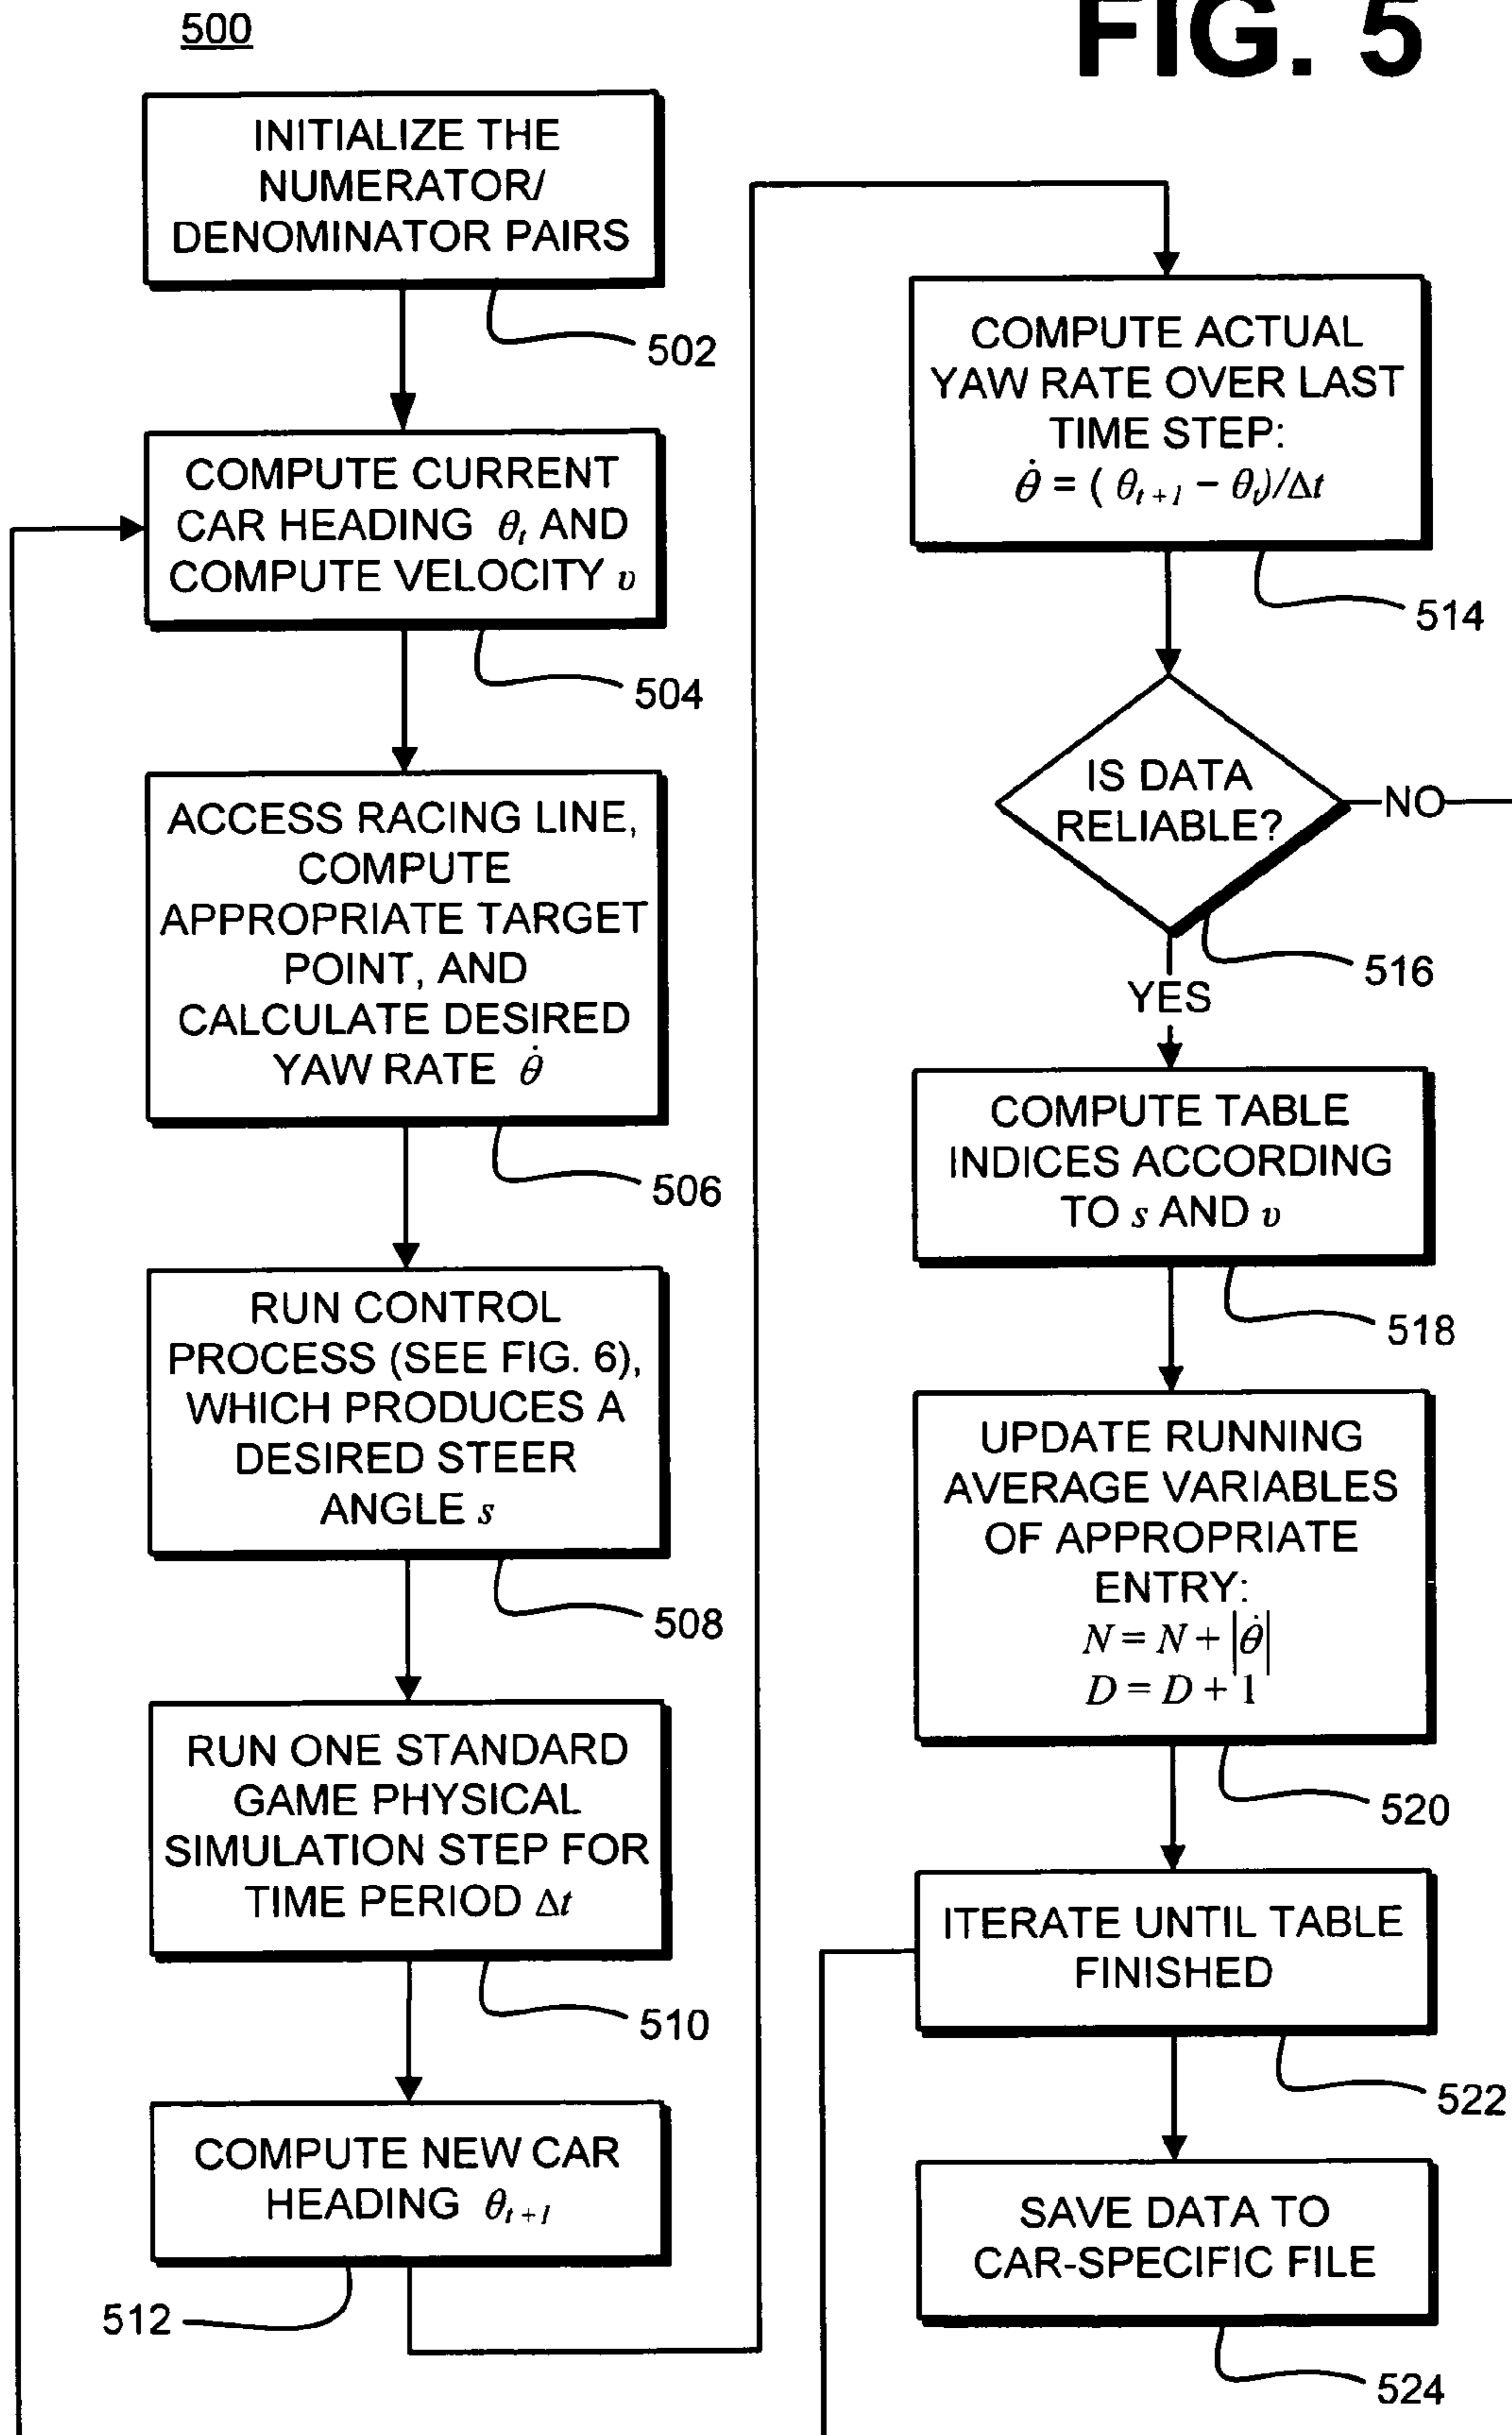 500
FIG. 5
INITIALIZE THE
NUMERATOR/
DENOMINATOR PAIRS
502
COMPUTE CURRENT
CAR HEADING θₜ AND
COMPUTE VELOCITY υ
504
ACCESS RACING LINE,
COMPUTE
APPROPRIATE TARGET
POINT, AND
CALCULATE DESIRED
YAW RATE θ̇
506
RUN CONTROL
PROCESS (SEE FIG. 6),
WHICH PRODUCES A
DESIRED STEER
ANGLE s
508
RUN ONE STANDARD
GAME PHYSICAL
SIMULATION STEP FOR
TIME PERIOD Δt
510
COMPUTE NEW CAR
HEADING θₜ₊₁
512
COMPUTE ACTUAL
YAW RATE OVER LAST
TIME STEP:
θ̇ = ( θₜ₊₁ − θₜ)/Δt
514
IS DATA
RELIABLE?
NO
516
YES
COMPUTE TABLE
INDICES ACCORDING
TO s AND υ
518
UPDATE RUNNING
AVERAGE VARIABLES
OF APPROPRIATE
ENTRY:
N = N + |θ̇|
D = D + 1
520
ITERATE UNTIL TABLE
FINISHED
522
SAVE DATA TO
CAR-SPECIFIC FILE
524